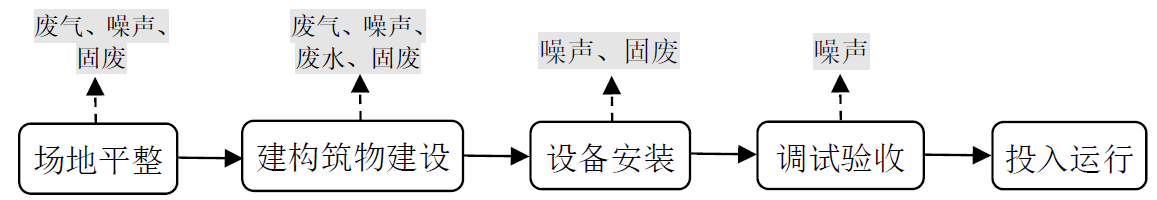 废气、噪声、
固废
废气、噪声、
废水、固废
噪声、固废
噪声
场地平整
建构筑物建设
设备安装
调试验收
投入运行